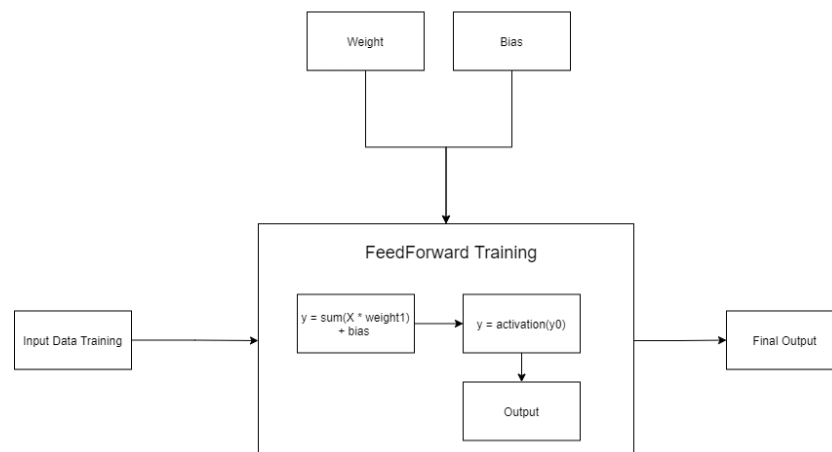 Weight
Bias
FeedForward Training
y = sum(X * weight1)
+ bias
y = activation(y0)
Input Data Training
Final Output
Output